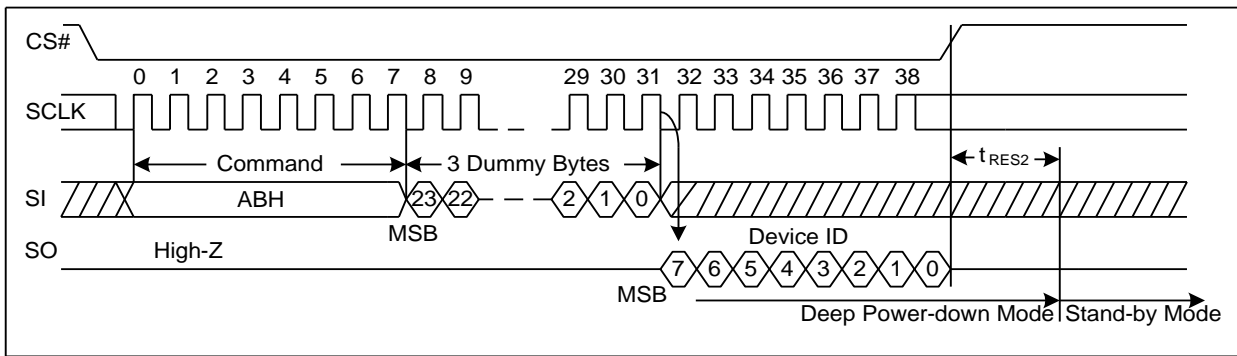 CS#
0 1 2 3 4 5 6 7 8 9 29 30 31 32 33 34 35 36 37 38
SCLK
Command 3 Dummy Bytes tRES2
SI ABH 23 22 2 1 0
MSB
SO High-Z Device ID
7 6 5 4 3 2 1 0
MSB
Deep Power-down Mode Stand-by Mode